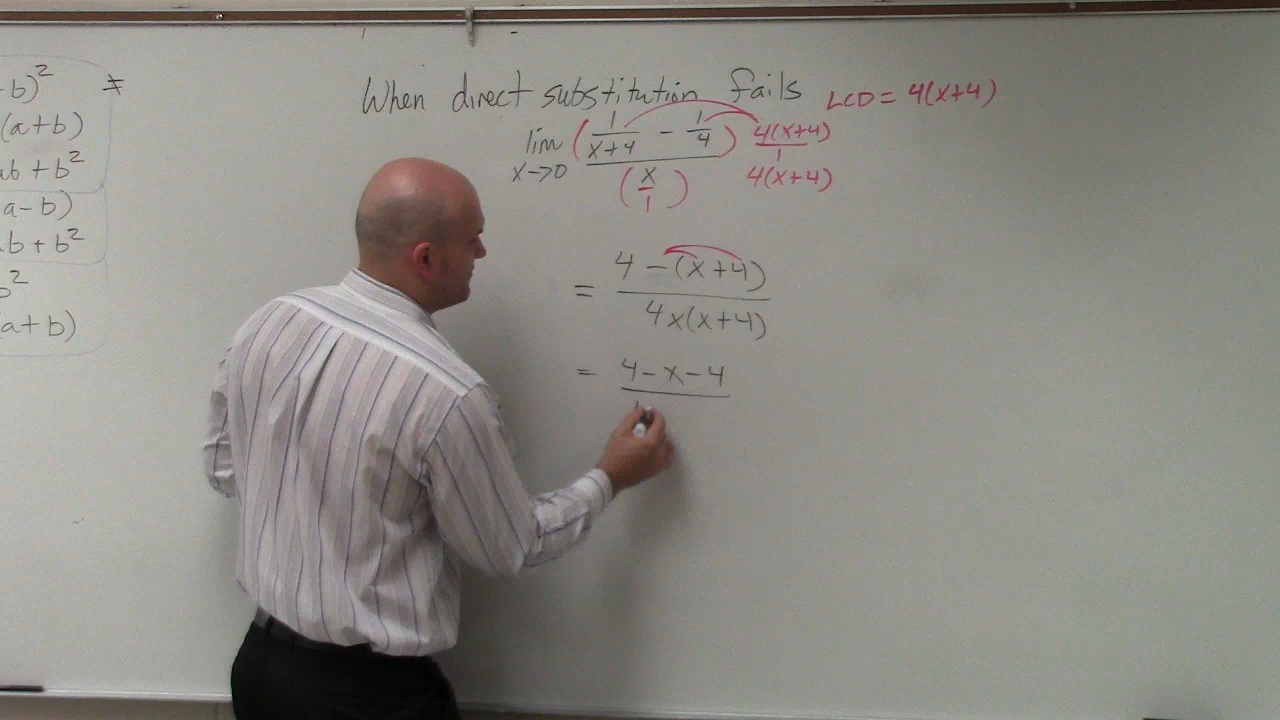 -b)² ≠
(a+b)
ab + b²
a-b)
ab + b²
b²
(a+b)
When direct substitution fails LCD = 4(x+4)
lim x→0 (1/(x+4) - 1/4) 4(x+4)/1
(x/1) 4(x+4)
= 4-(x+4)
4x(x+4)
= 4-x-4